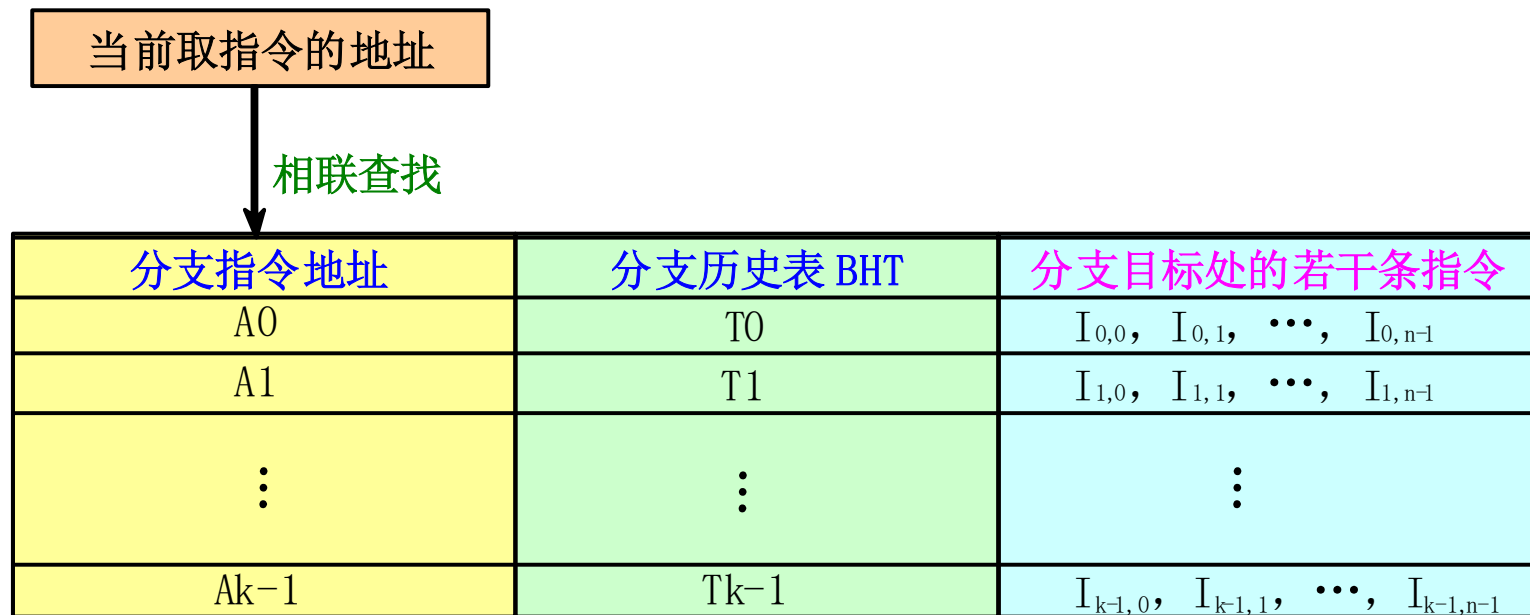 当前取指令的地址
相联查找
分支指令地址 分支历史表 BHT 分支目标处的若干条指令
A0 T0 I0,0, I0,1, …, I0,n-1
A1 T1 I1,0, I1,1, …, I1,n-1
⋮ ⋮ ⋮
Ak-1 Tk-1 Ik-1,0, Ik-1,1, …, Ik-1,n-1